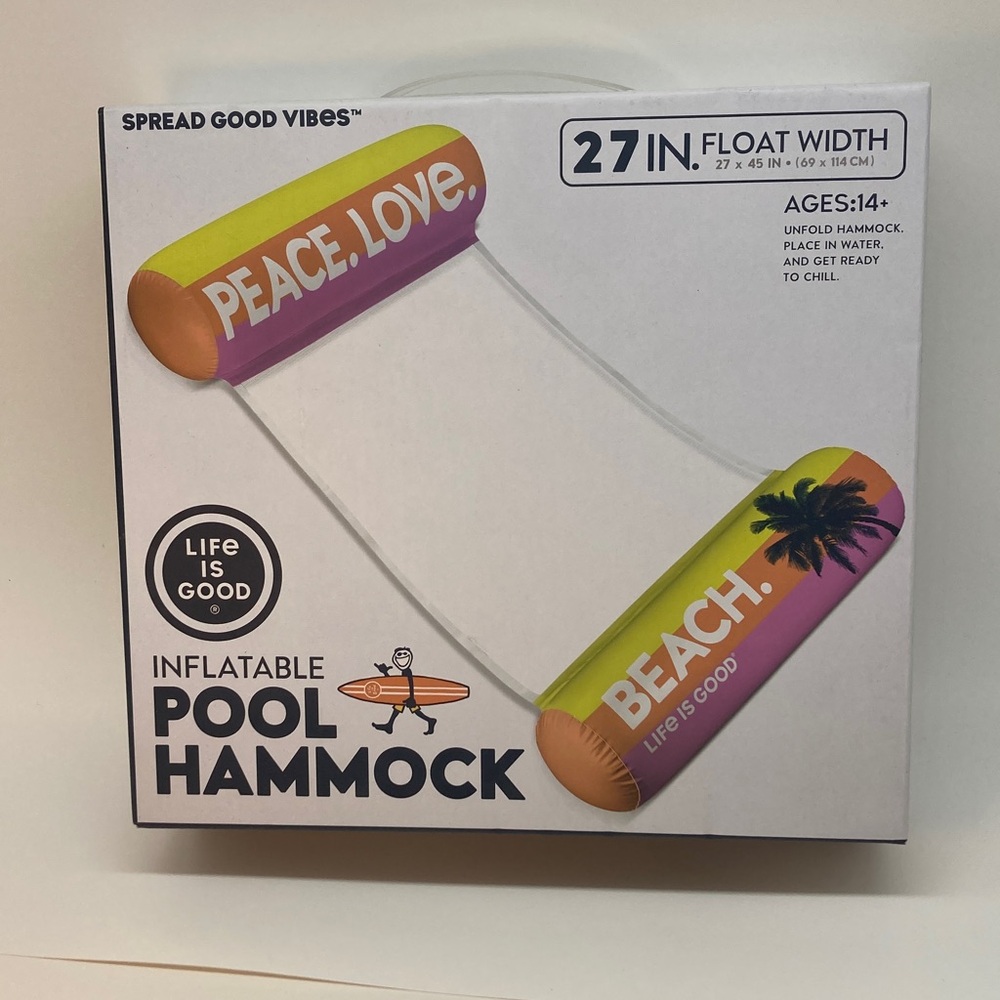 SPREAD GOOD VIBeS™
27 IN. FLOAT WIDTH
27 x 45 IN • (69 x 114 CM)
AGES:14+
UNFOLD HAMMOCK.
PLACE IN WATER,
AND GET READY
TO CHILL.
PEACE. LOVe.
BEACH.
LIFe IS GOOD®
LIFe
IS
GOOD
®
INFLATABLE
POOL
HAMMOCK